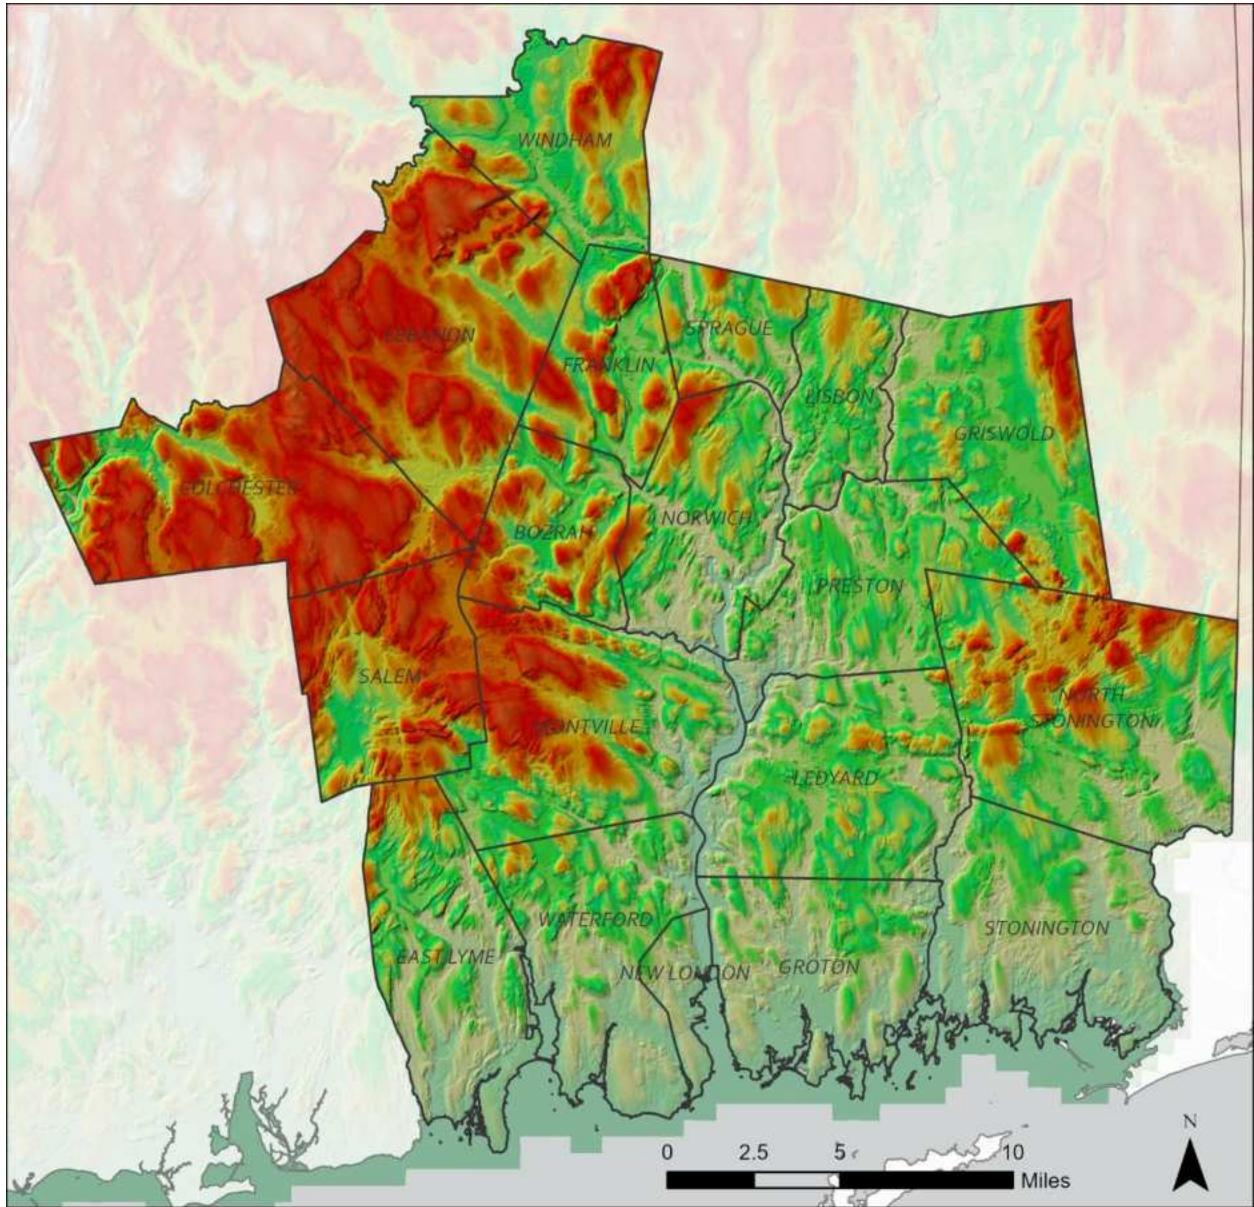 WINDHAM
LEBANON
SPRAGUE
FRANKLIN
LISBON
GRISWOLD
COLCHESTER
BOZRAH
NORWICH
PRESTON
SALEM
NORTH
STONINGTON
MONTVILLE
LEDYARD
WATERFORD
STONINGTON
EAST LYME
NEW LONDON
GROTON
N
0 2.5 5 10
Miles